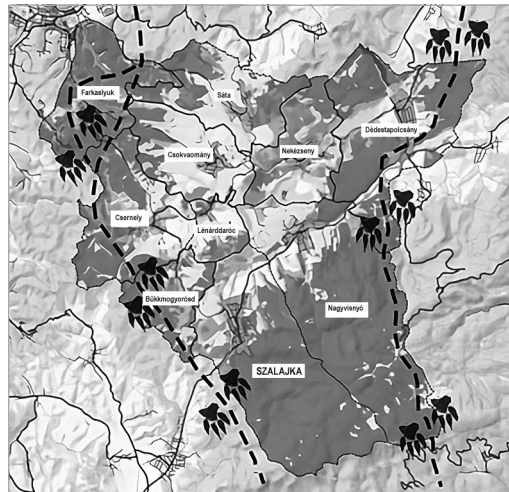 Farkaslyuk
Sáta
Dédestapolcsány
Csokvaomány
Nekézseny
Csernely
Lénárddaróc
Bükkmogyorósd
Nagyvisnyó
SZALAJKA